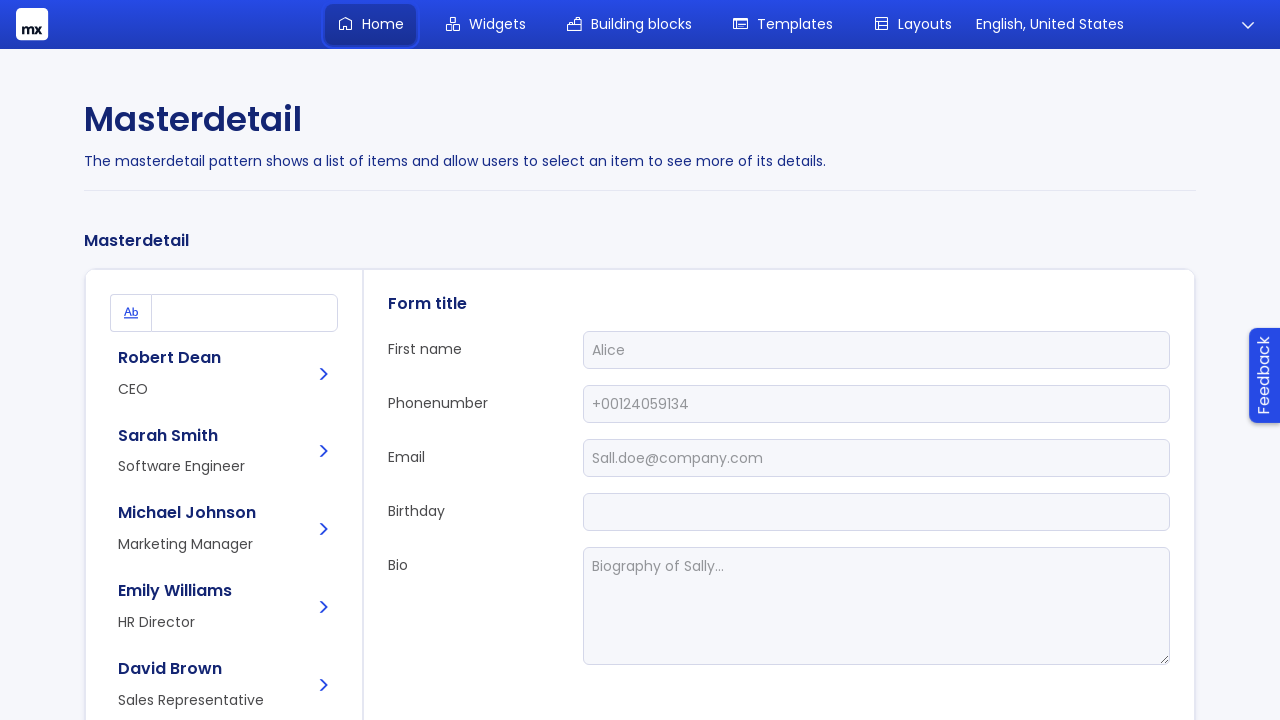 mx
Home
Widgets
Building blocks
Templates
Layouts
English, United States
Masterdetail
The masterdetail pattern shows a list of items and allow users to select an item to see more of its details.
Masterdetail
Ab
Robert Dean
CEO
Sarah Smith
Software Engineer
Michael Johnson
Marketing Manager
Emily Williams
HR Director
David Brown
Sales Representative
Form title
First name
Alice
Phonenumber
+00124059134
Email
Sall.doe@company.com
Birthday
Bio
Biography of Sally...
Feedback